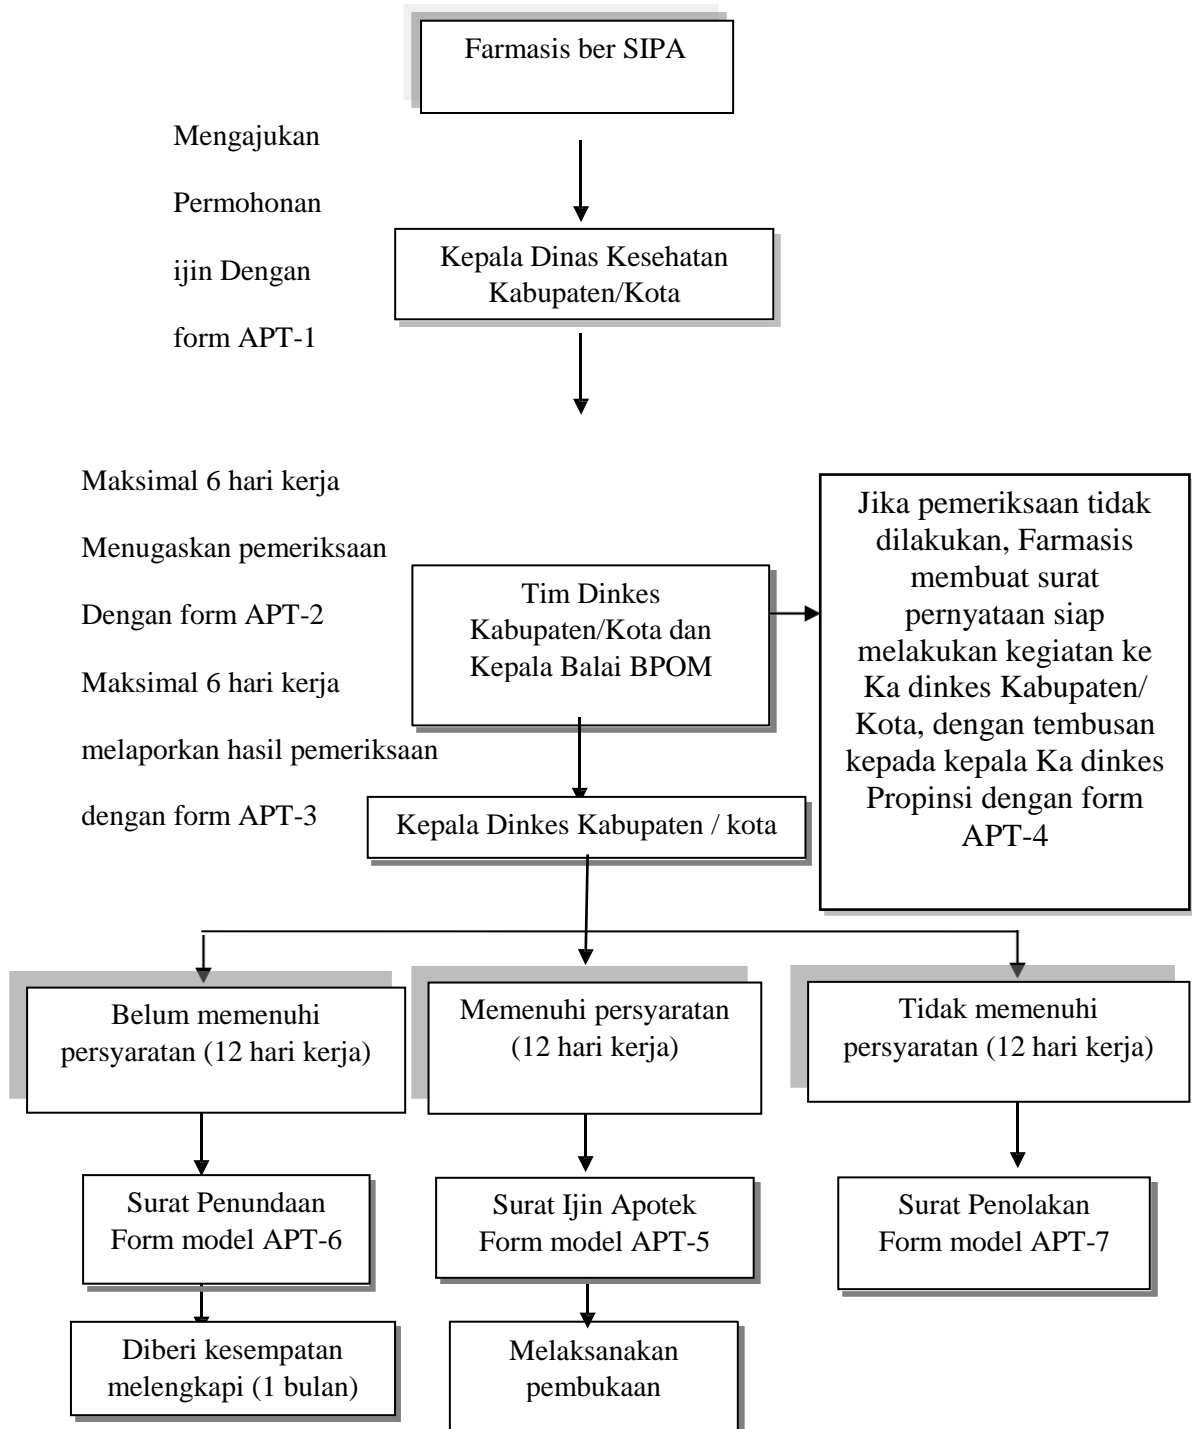 Farmasis ber SIPA
Mengajukan
Permohonan
ijin Dengan
form APT-1
Kepala Dinas Kesehatan
Kabupaten/Kota
Maksimal 6 hari kerja
Menugaskan pemeriksaan
Dengan form APT-2
Maksimal 6 hari kerja
melaporkan hasil pemeriksaan
dengan form APT-3
Tim Dinkes
Kabupaten/Kota dan
Kepala Balai BPOM
Jika pemeriksaan tidak
dilakukan, Farmasis
membuat surat
pernyataan siap
melakukan kegiatan ke
Ka dinkes Kabupaten/
Kota, dengan tembusan
kepada kepala Ka dinkes
Propinsi dengan form
APT-4
Kepala Dinkes Kabupaten / kota
Belum memenuhi
persyaratan (12 hari kerja)
Memenuhi persyaratan
(12 hari kerja)
Tidak memenuhi
persyaratan (12 hari kerja)
Surat Penundaan
Form model APT-6
Surat Ijin Apotek
Form model APT-5
Surat Penolakan
Form model APT-7
Diberi kesempatan
melengkapi (1 bulan)
Melaksanakan
pembukaan